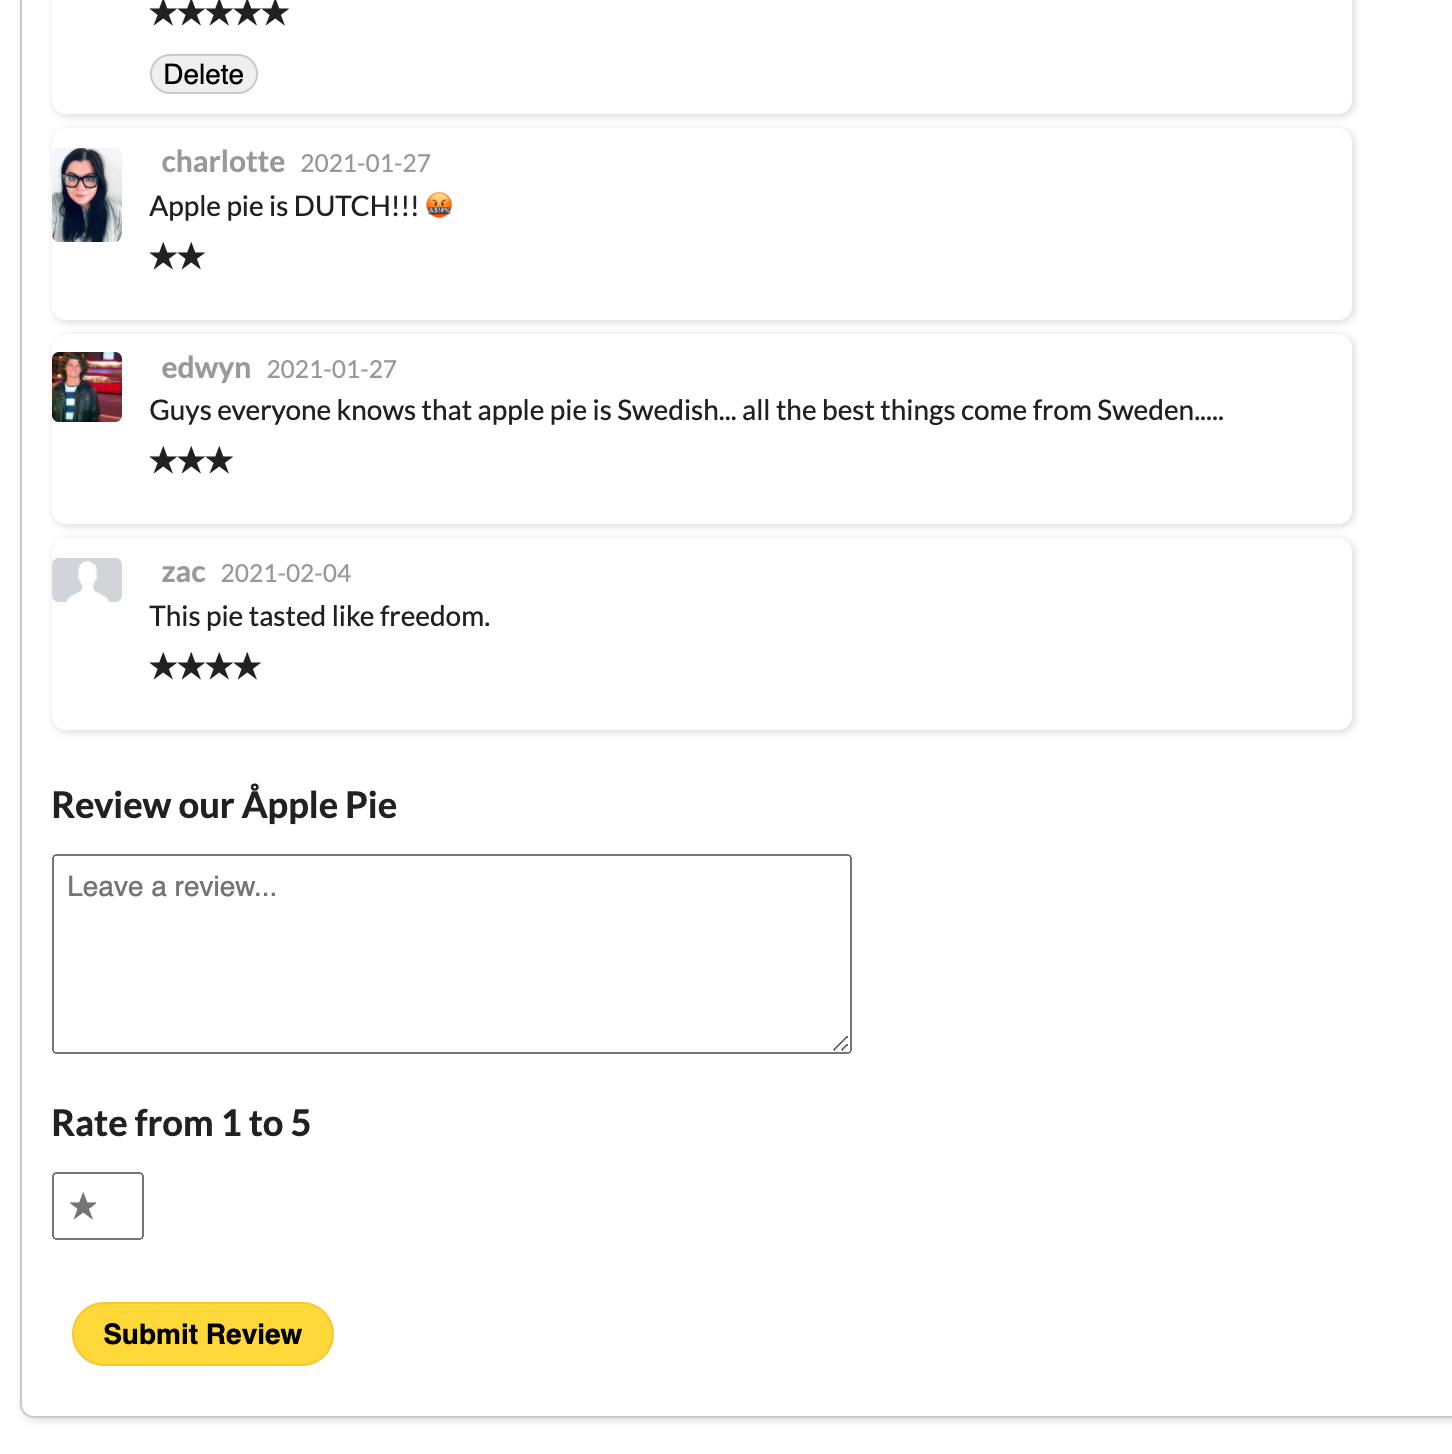 ★★★★★
Delete
charlotte 2021-01-27
Apple pie is DUTCH!!! 🤬
★★
edwyn 2021-01-27
Guys everyone knows that apple pie is Swedish... all the best things come from Sweden.....
★★★
zac 2021-02-04
This pie tasted like freedom.
★★★★
Review our Åpple Pie
Leave a review...
Rate from 1 to 5
★
Submit Review